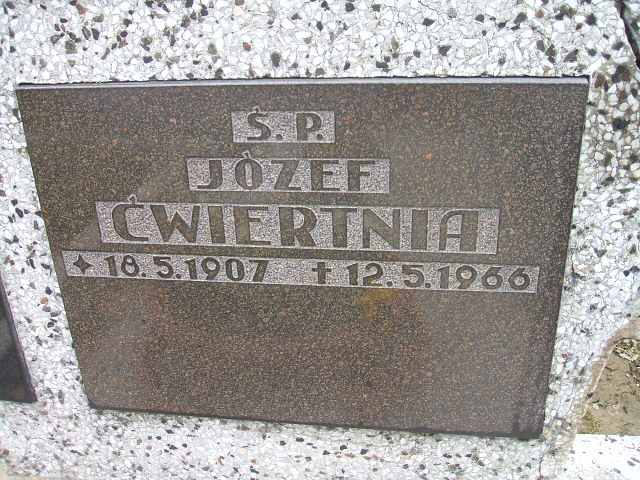 Ś. P.
JÓZEF
ĆWIERTNIA
✦ 18.5.1907 ✝ 12.5.1966